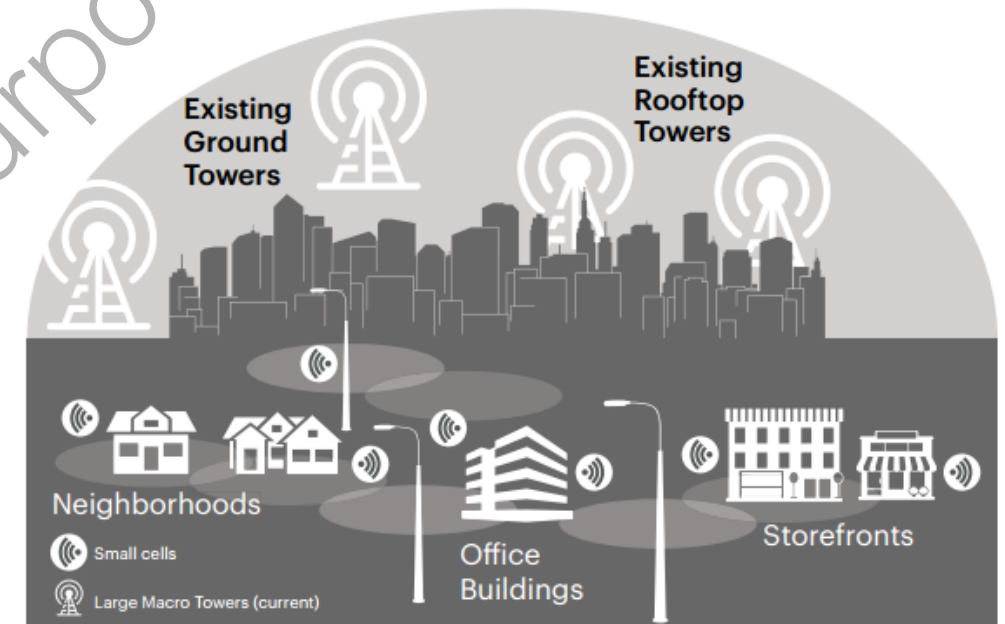 Existing
Ground
Towers
Existing
Rooftop
Towers
Neighborhoods
Small cells
Large Macro Towers (current)
Office
Buildings
Storefronts